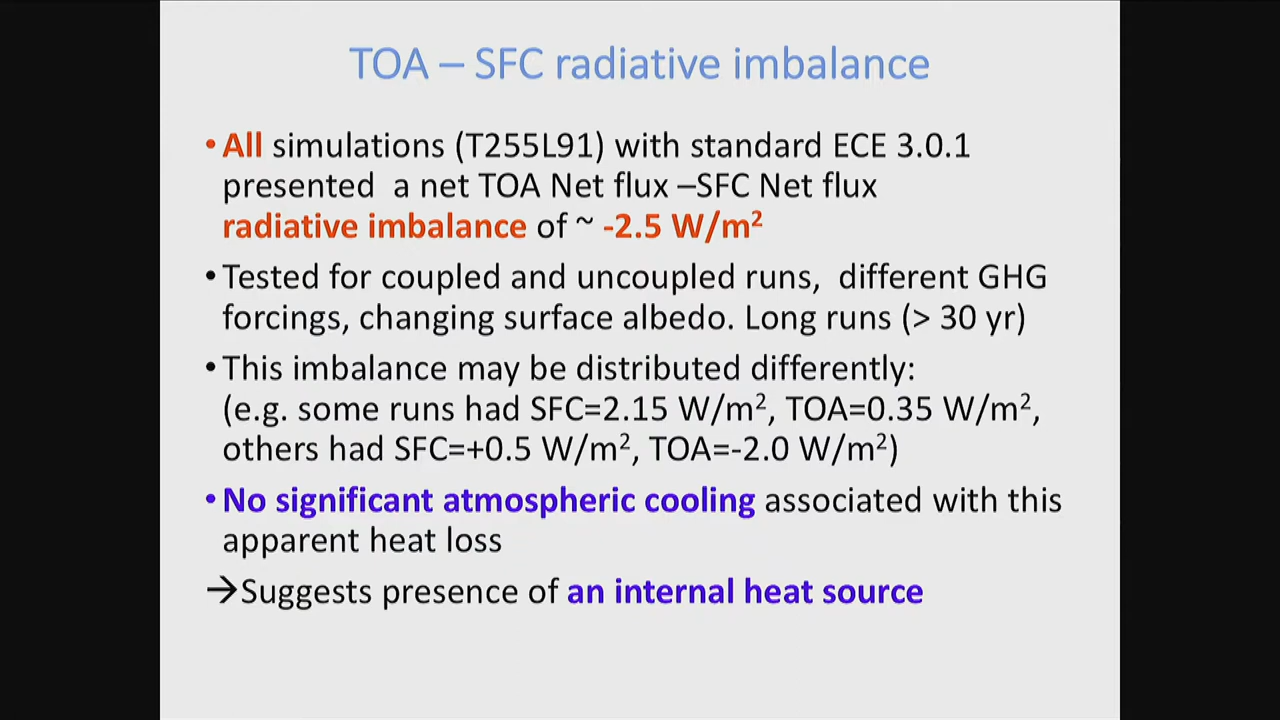 TOA – SFC radiative imbalance
•All simulations (T255L91) with standard ECE 3.0.1
presented  a net TOA Net flux –SFC Net flux
radiative imbalance of ~ -2.5 W/m²
•Tested for coupled and uncoupled runs,  different GHG
forcings, changing surface albedo. Long runs (> 30 yr)
•This imbalance may be distributed differently:
(e.g. some runs had SFC=2.15 W/m², TOA=0.35 W/m²,
others had SFC=+0.5 W/m², TOA=-2.0 W/m²)
•No significant atmospheric cooling associated with this
apparent heat loss
→Suggests presence of an internal heat source